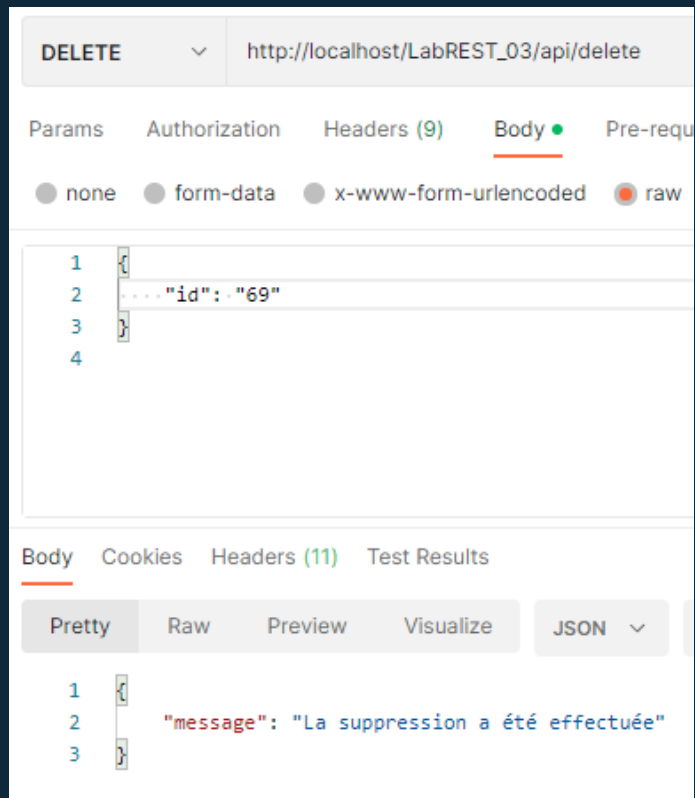 DELETE http://localhost/LabREST_03/api/delete
Params Authorization Headers (9) Body Pre-requ
none form-data x-www-form-urlencoded raw
1 {
2 "id": "69"
3 }
4
Body Cookies Headers (11) Test Results
Pretty Raw Preview Visualize JSON
1 {
2 "message": "La suppression a été effectuée"
3 }